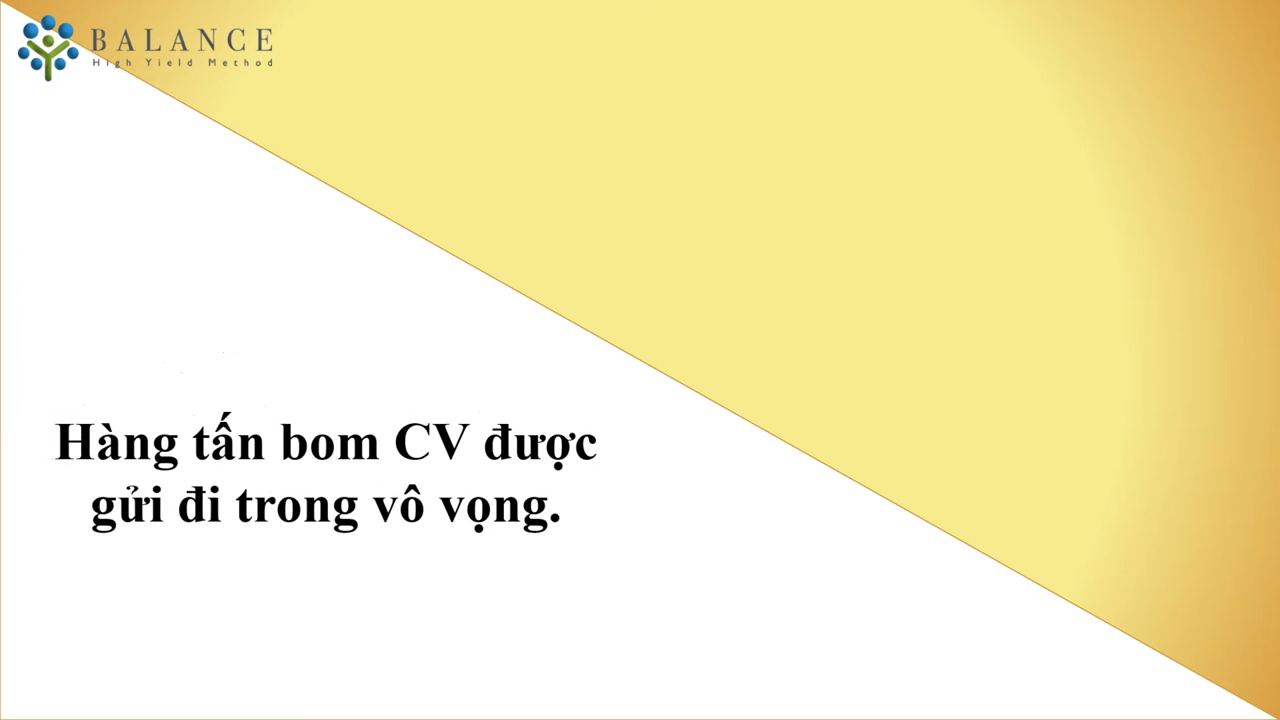 BALANCE
High Yield Method
Hàng tấn bom CV được
gửi đi trong vô vọng.